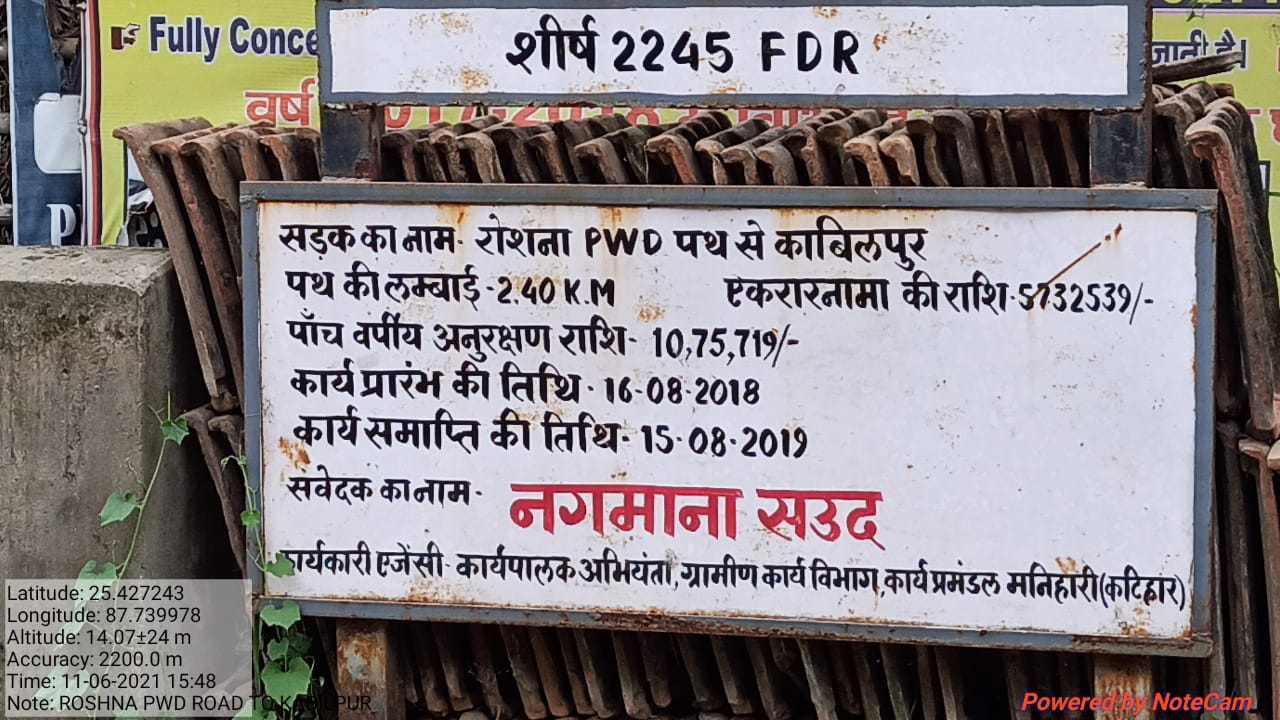 Fully Conce
वर्ष
जाती है।
शीर्ष 2245 FDR
सड़क का नाम- रोशना PWD पथ से काबिलपुर
पथ की लम्बाई - 2.40 K.M एकरारनामा की राशि-5732539/-
पाँच वर्षीय अनुरक्षण राशि- 10,75,719/-
कार्य प्रारंभ की तिथि - 16-08-2018
कार्य समाप्ति की तिथि- 15-08-2019
संवेदक का नाम- नगमाना सउद
कार्यकारी एजेंसी- कार्यपालक अभियंता, ग्रामीण कार्य विभाग, कार्य प्रमंडल मनिहारी (कटिहार)
Latitude: 25.427243
Longitude: 87.739978
Altitude: 14.07±24 m
Accuracy: 2200.0 m
Time: 11-06-2021 15:48
Note: ROSHNA PWD ROAD TO KABILPUR
Powered by NoteCam